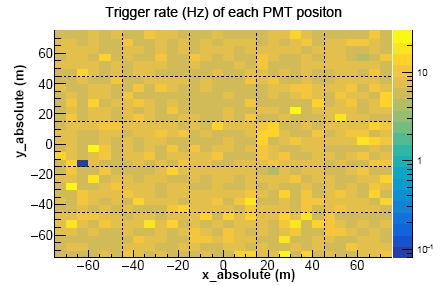 Trigger rate (Hz) of each PMT positon
60
40
20
0
−20
−40
−60
y_absolute (m)
−60 −40 −20 0 20 40 60
x_absolute (m)
10
1
10⁻¹